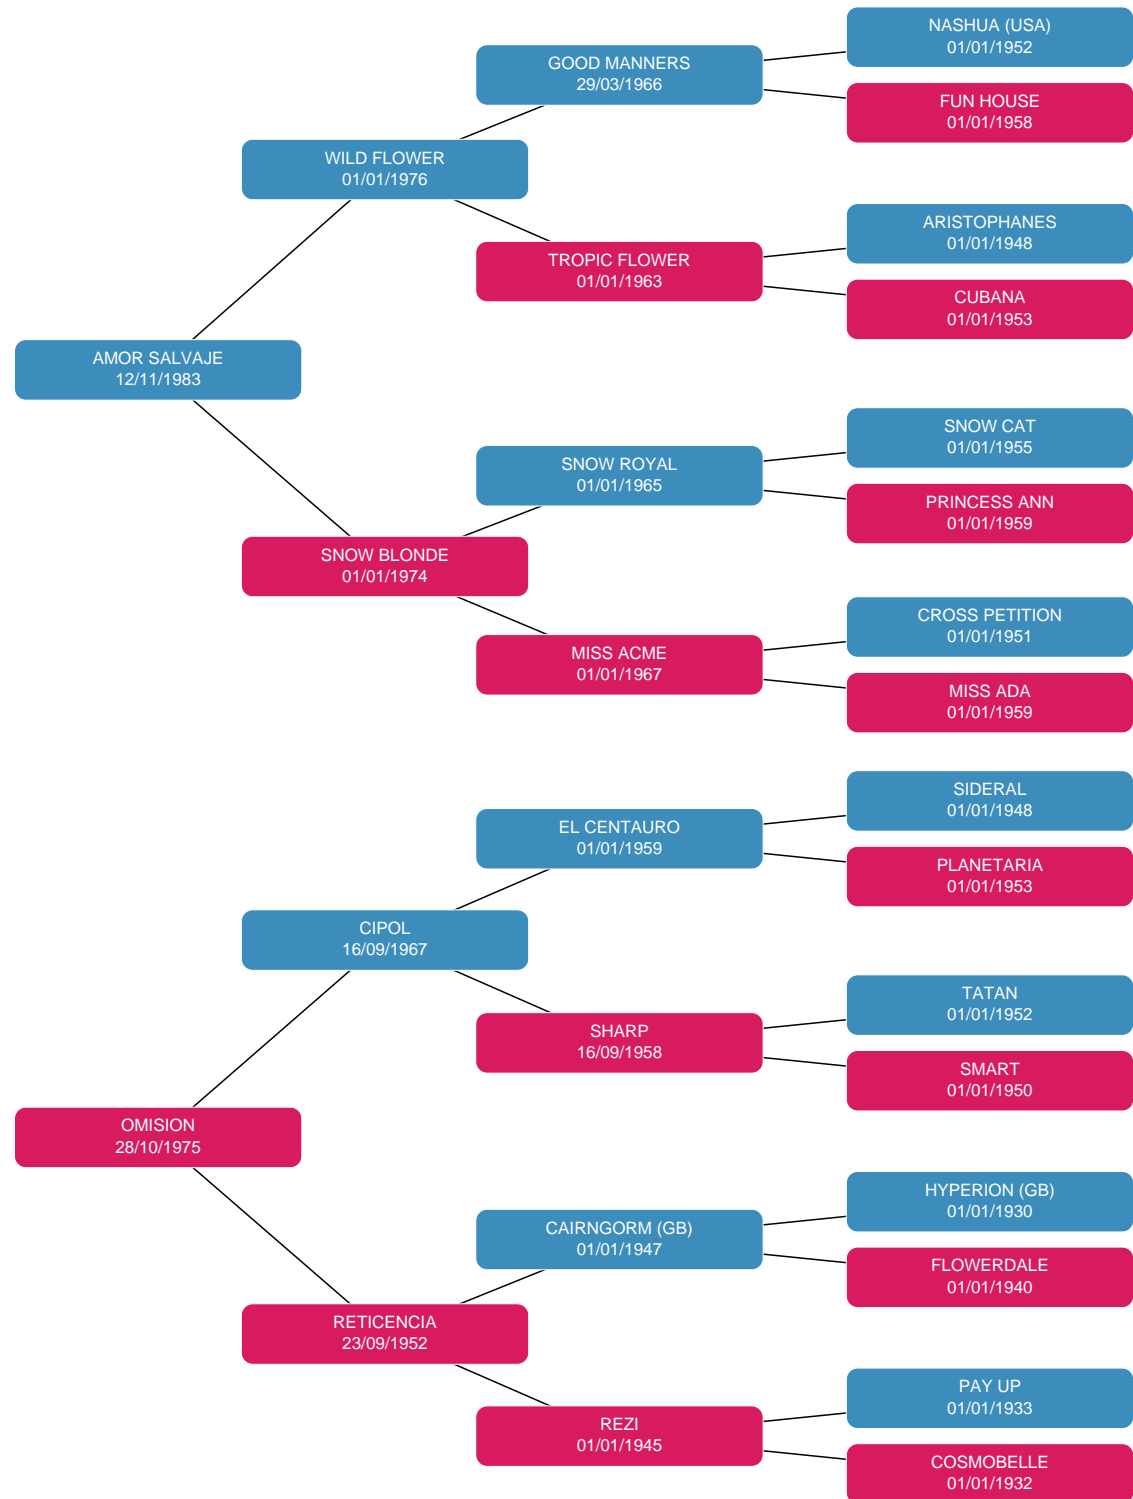 NASHUA (USA)
01/01/1952
GOOD MANNERS
29/03/1966
FUN HOUSE
01/01/1958
WILD FLOWER
01/01/1976
ARISTOPHANES
01/01/1948
TROPIC FLOWER
01/01/1963
CUBANA
01/01/1953
AMOR SALVAJE
12/11/1983
SNOW CAT
01/01/1955
SNOW ROYAL
01/01/1965
PRINCESS ANN
01/01/1959
SNOW BLONDE
01/01/1974
CROSS PETITION
01/01/1951
MISS ACME
01/01/1967
MISS ADA
01/01/1959
SIDERAL
01/01/1948
EL CENTAURO
01/01/1959
PLANETARIA
01/01/1953
CIPOL
16/09/1967
TATAN
01/01/1952
SHARP
16/09/1958
SMART
01/01/1950
OMISION
28/10/1975
HYPERION (GB)
01/01/1930
CAIRNGORM (GB)
01/01/1947
FLOWERDALE
01/01/1940
RETICENCIA
23/09/1952
PAY UP
01/01/1933
REZI
01/01/1945
COSMOBELLE
01/01/1932